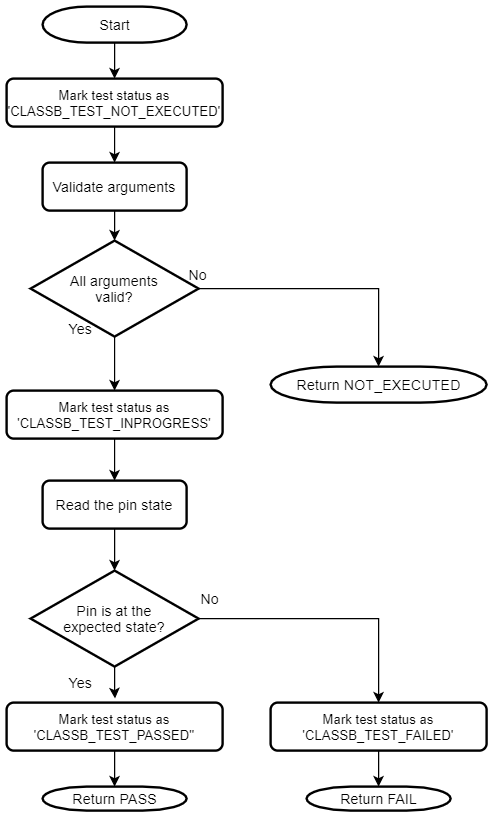 Start
Mark test status as
'CLASSB_TEST_NOT_EXECUTED'
Validate arguments
All arguments
valid?
No
Yes
Return NOT_EXECUTED
Mark test status as
'CLASSB_TEST_INPROGRESS'
Read the pin state
Pin is at the
expected state?
No
Yes
Mark test status as
'CLASSB_TEST_PASSED"
Mark test status as
'CLASSB_TEST_FAILED'
Return PASS
Return FAIL